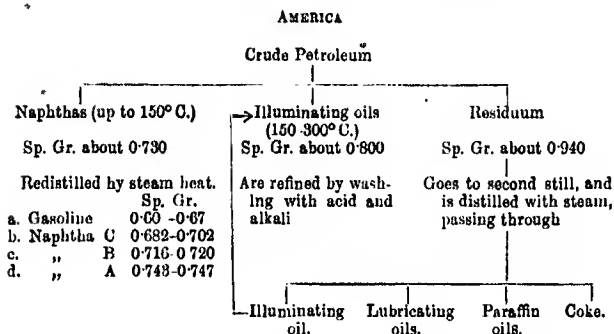 AMERICA
Crude Petroleum
Naphthas (up to 150° C.)
Sp. Gr. about 0·730
Redistilled by steam heat.
Sp. Gr.
a. Gasoline 0·60 -0·67
b. Naphtha C 0·682-0·702
c. „ B 0·716-0 720
d. „ A 0·743-0·747
Illuminating oils
(150 -300° C.)
Sp. Gr. about 0·800
Are refined by wash-
ing with acid and
alkali
Residuum
Sp. Gr. about 0·940
Goes to second still, and
is distilled with steam,
passing through
Illuminating oil.
Lubricating oils.
Paraffin oils.
Coke.